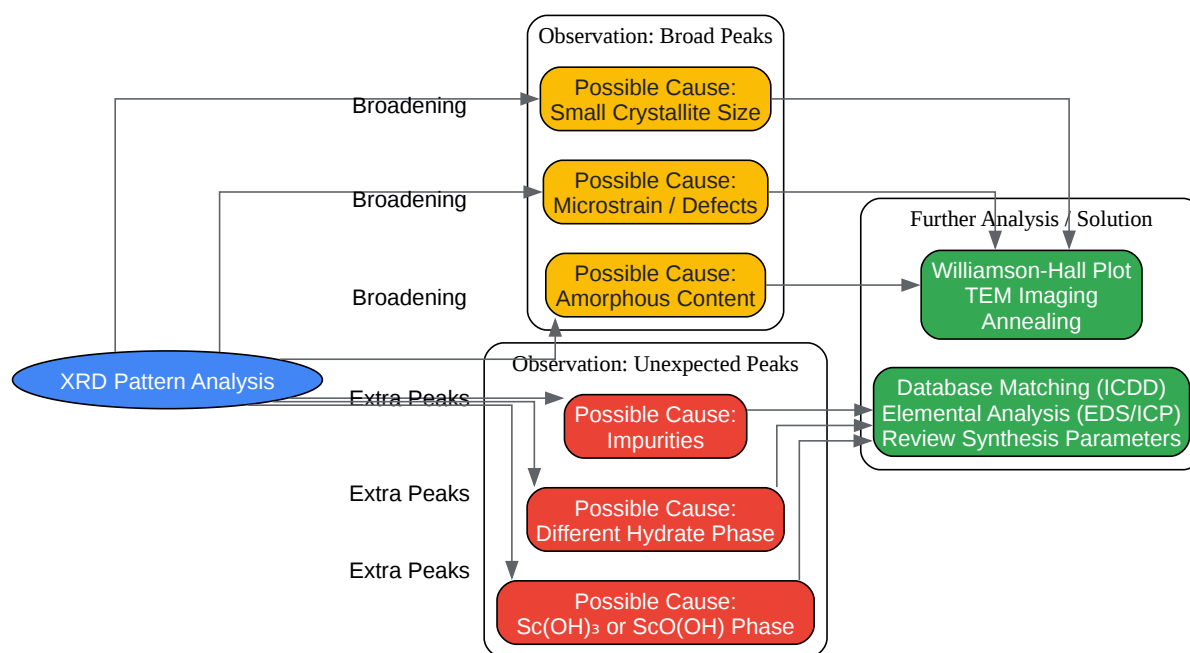 Observation: Broad Peaks
Broadening
Possible Cause:
Small Crystallite Size
Broadening
Possible Cause:
Microstrain / Defects
Broadening
Possible Cause:
Amorphous Content
Further Analysis / Solution
Williamson-Hall Plot
TEM Imaging
Annealing
XRD Pattern Analysis
Observation: Unexpected Peaks
Extra Peaks
Possible Cause:
Impurities
Extra Peaks
Possible Cause:
Different Hydrate Phase
Extra Peaks
Possible Cause:
Sc(OH)₃ or ScO(OH) Phase
Database Matching (ICDD)
Elemental Analysis (EDS/ICP)
Review Synthesis Parameters